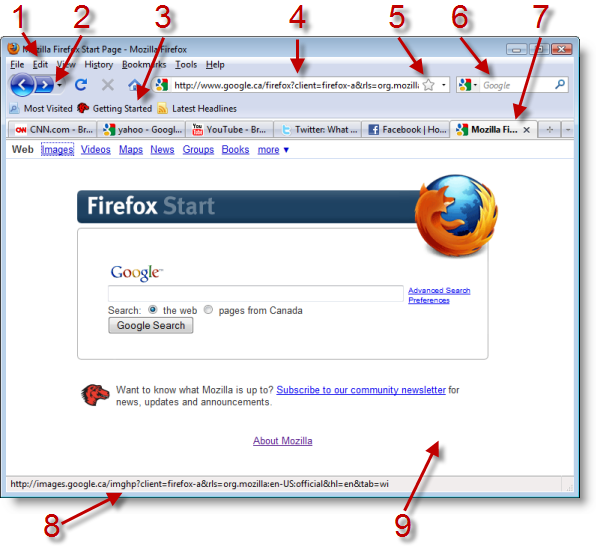 1 2 3 4 5 6 7
Mozilla Firefox Start Page - Mozilla Firefox
File Edit View History Bookmarks Tools Help
http://www.google.ca/firefox?client=firefox-a&rls=org.mozill Google
Most Visited Getting Started Latest Headlines
CNN.com - Br... yahoo - Googl... YouTube - Br... Twitter: What ... Facebook | Ho... Mozilla Fi...
Web Images Videos Maps News Groups Books more ▼
Firefox Start
Google™
Advanced Search
Preferences
Search: the web pages from Canada
Google Search
Want to know what Mozilla is up to? Subscribe to our community newsletter for
news, updates and announcements.
About Mozilla
http://images.google.ca/imghp?client=firefox-a&rls=org.mozilla:en-US:official&hl=en&tab=wi
8 9